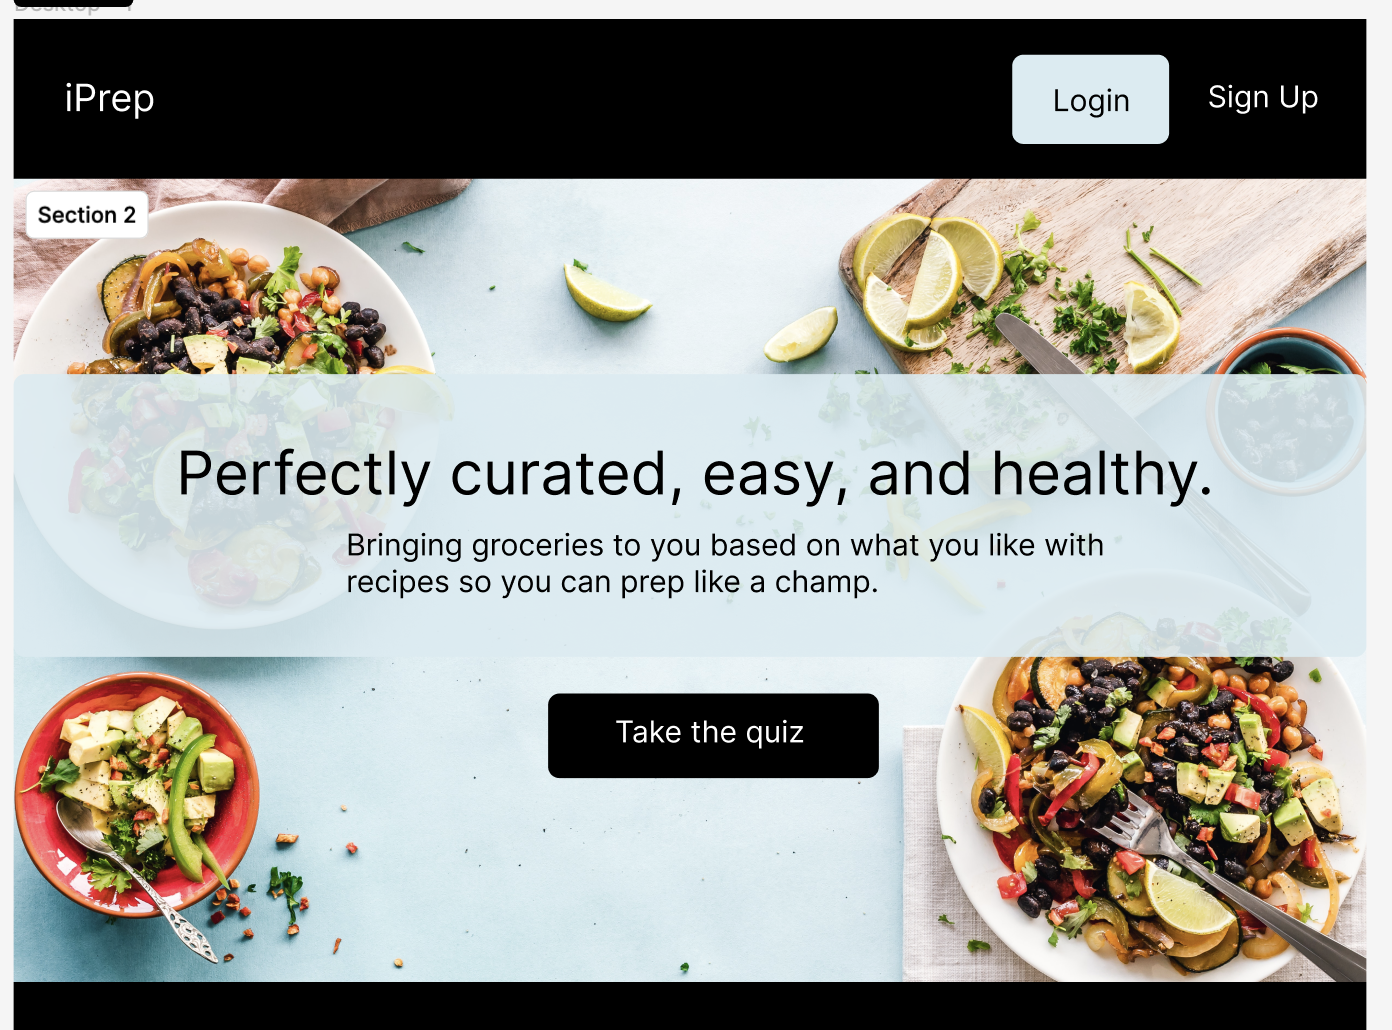 iPrep
Login
Sign Up
Section 2
Perfectly curated, easy, and healthy.
Bringing groceries to you based on what you like with
recipes so you can prep like a champ.
Take the quiz